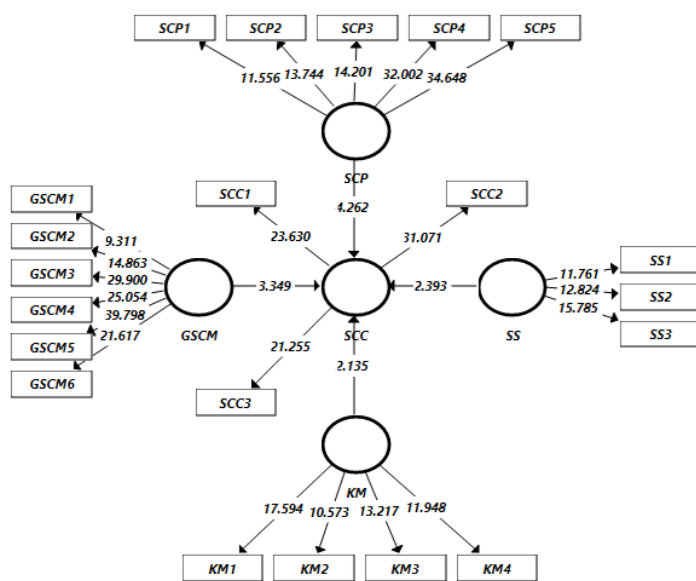 SCP1
SCP2
SCP3
SCP4
SCP5
11.556
13.744
14.201
32.002
34.648
SCP
GSCM1
GSCM2
GSCM3
GSCM4
GSCM5
GSCM6
9.311
14.863
29.900
25.054
39.798
21.617
GSCM
SCC1
SCC2
4.262
23.630
31.071
3.349
SCC
2.393
SS
11.761
12.824
15.785
SS1
SS2
SS3
21.255
SCC3
2.135
KM
17.594
10.573
13.217
11.948
KM1
KM2
KM3
KM4